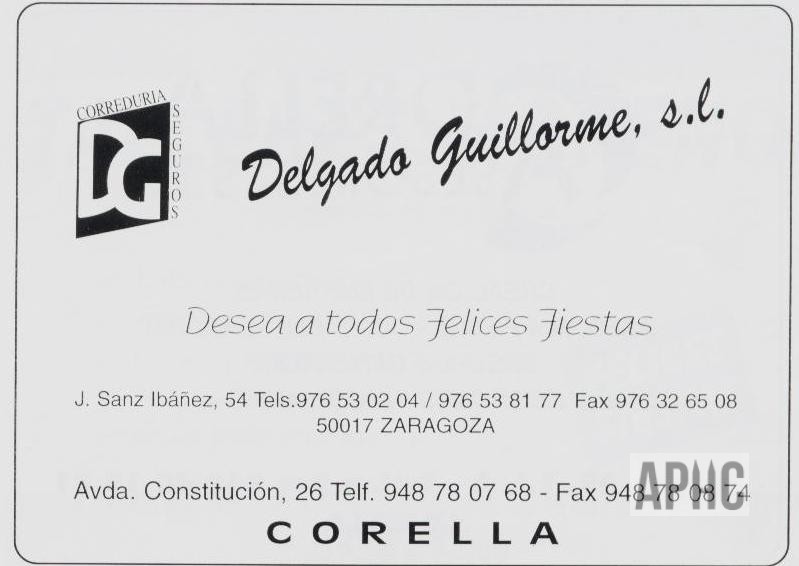 CORREDURIA
SEGUROS
DG
Delgado Guillorme, s.l.
Desea a todos Felices Fiestas
J. Sanz Ibáñez, 54 Tels.976 53 02 04 / 976 53 81 77 Fax 976 32 65 08
50017 ZARAGOZA
Avda. Constitución, 26 Telf. 948 78 07 68 - Fax 948 78 08 74
APIIC
CORELLA